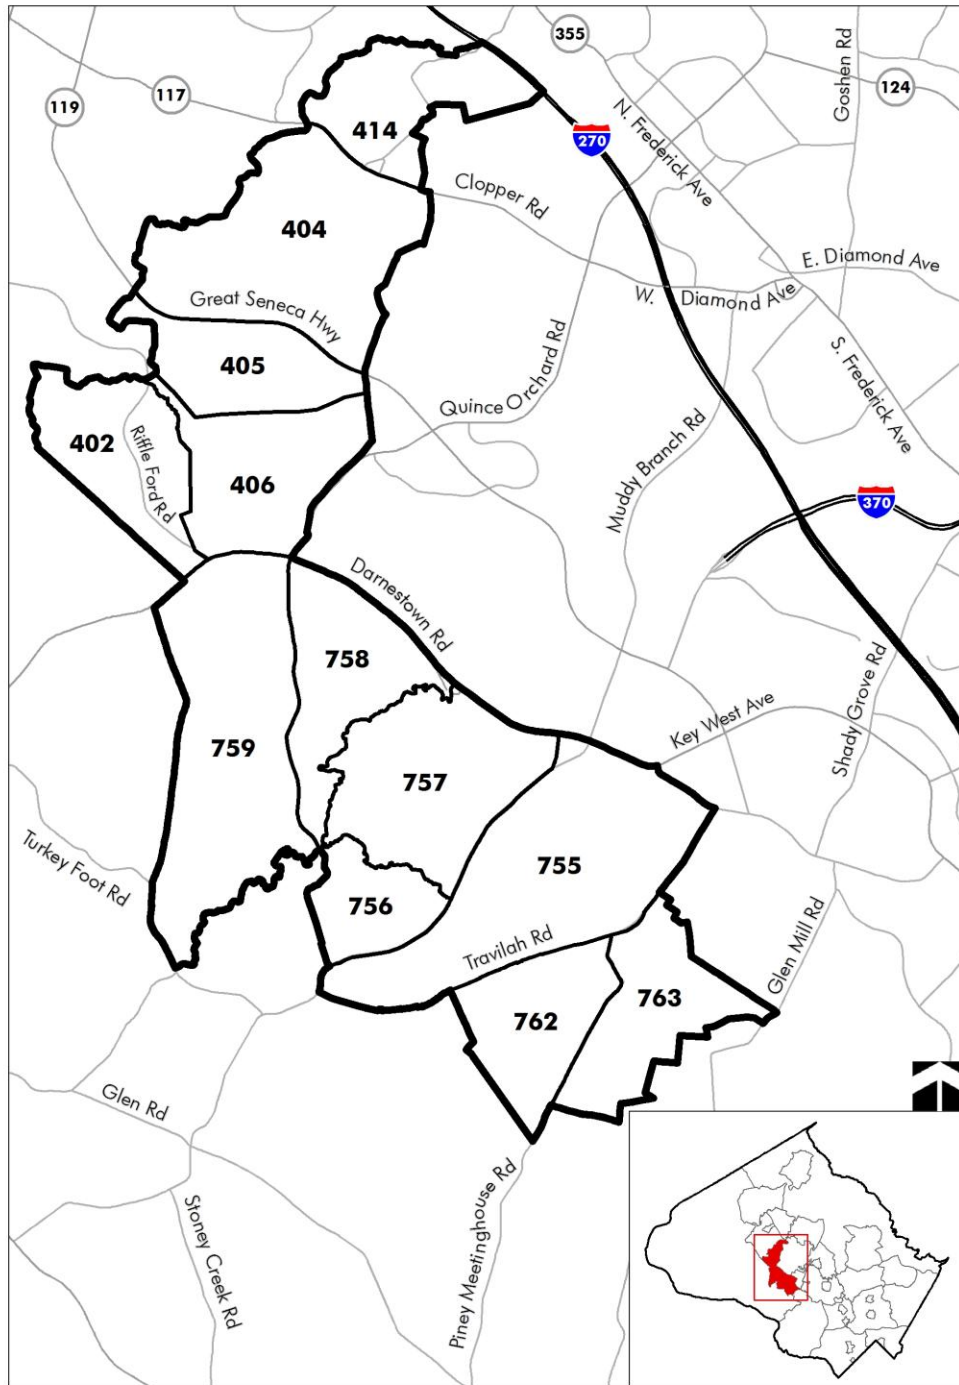 355
Goshen Rd
119
117
124
414
270
N. Frederick Ave
Clopper Rd
404
E. Diamond Ave
W. Diamond Ave
Great Seneca Hwy
S. Frederick Ave
405
Quince Orchard Rd
402
Riffle Ford Rd
406
Muddy Branch Rd
370
Darnestown Rd
758
Shady Grove Rd
Key West Ave
759
757
Turkey Foot Rd
755
756
Travilah Rd
Glen Mill Rd
763
762
Glen Rd
Stoney Creek Rd
Piney Meetinghouse Rd